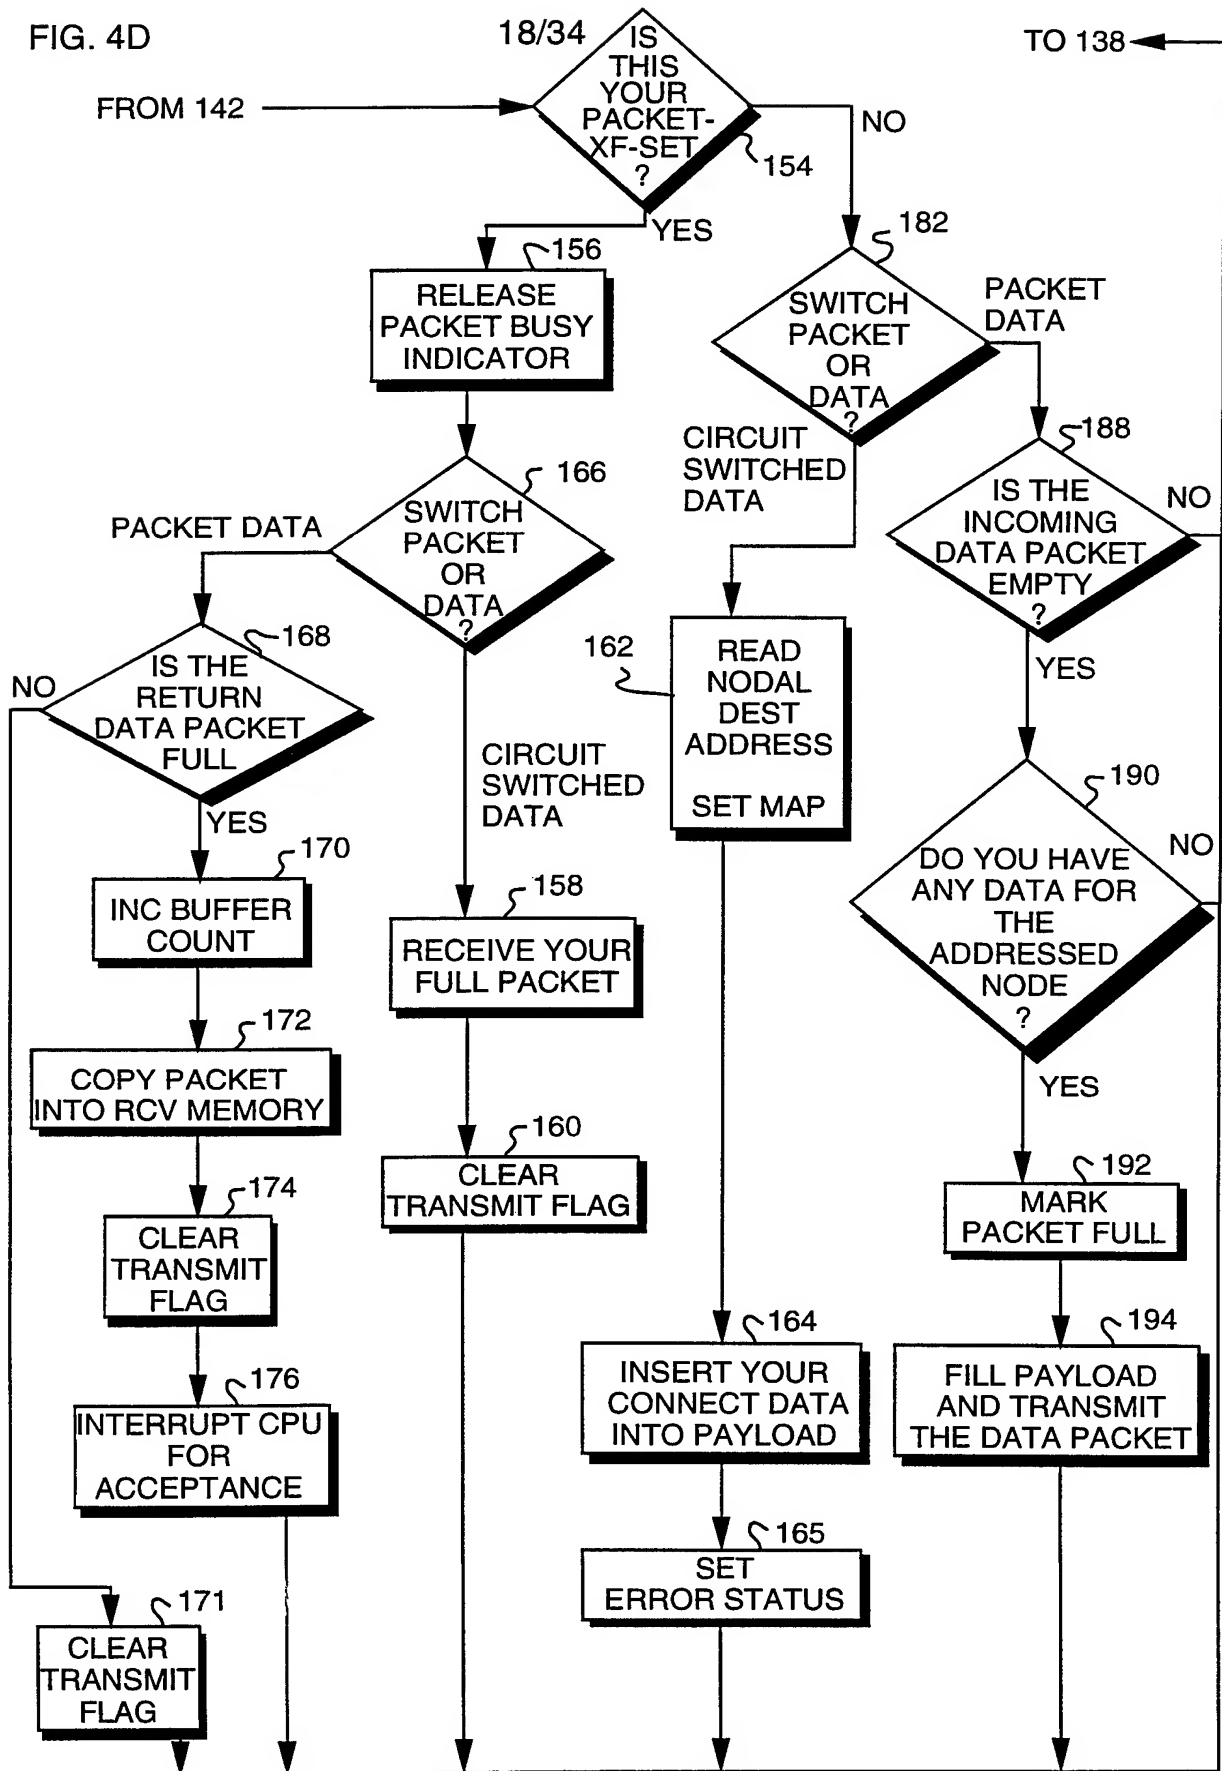 FIG. 4D
18/34
TO 138
FROM 142
IS
THIS
YOUR
PACKET-
XF-SET
?
154
NO
YES
156
RELEASE
PACKET BUSY
INDICATOR
182
SWITCH
PACKET
OR
DATA
?
PACKET
DATA
CIRCUIT
SWITCHED
DATA
166
SWITCH
PACKET
OR
DATA
?
PACKET DATA
188
IS THE
INCOMING
DATA PACKET
EMPTY
?
NO
YES
168
IS THE
RETURN
DATA PACKET
FULL
NO
YES
CIRCUIT
SWITCHED
DATA
162
READ
NODAL
DEST
ADDRESS
SET MAP
190
DO YOU HAVE
ANY DATA FOR
THE
ADDRESSED
NODE
?
NO
YES
170
INC BUFFER
COUNT
158
RECEIVE YOUR
FULL PACKET
172
COPY PACKET
INTO RCV MEMORY
160
CLEAR
TRANSMIT FLAG
192
MARK
PACKET FULL
174
CLEAR
TRANSMIT
FLAG
164
INSERT YOUR
CONNECT DATA
INTO PAYLOAD
194
FILL PAYLOAD
AND TRANSMIT
THE DATA PACKET
176
INTERRUPT CPU
FOR
ACCEPTANCE
165
SET
ERROR STATUS
171
CLEAR
TRANSMIT
FLAG